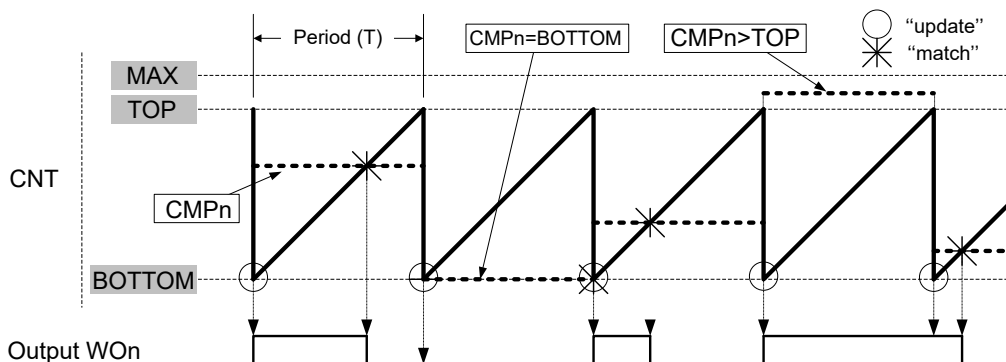 Period (T)
CMPn=BOTTOM
CMPn>TOP
“update”
“match”
MAX
TOP
CNT
CMPn
BOTTOM
Output WOn